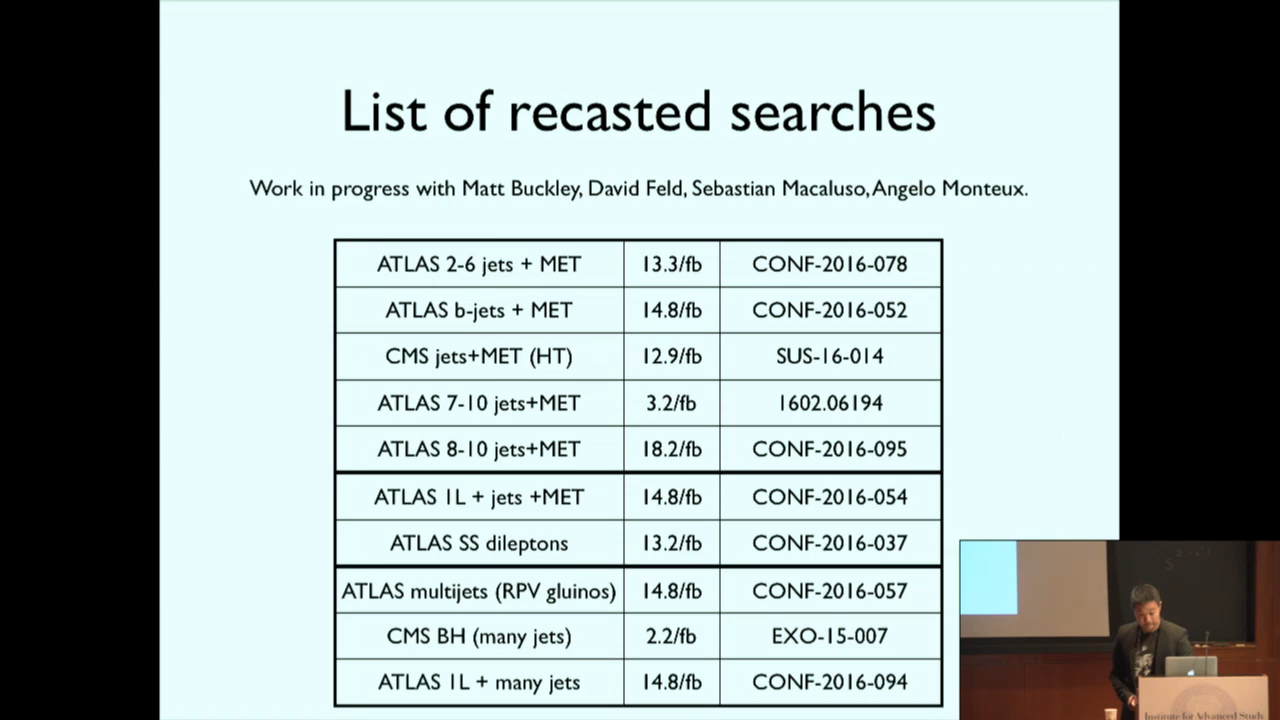 List of recasted searches
Work in progress with Matt Buckley, David Feld, Sebastian Macaluso, Angelo Monteux.
ATLAS 2-6 jets + MET 13.3/fb CONF-2016-078
ATLAS b-jets + MET 14.8/fb CONF-2016-052
CMS jets+MET (HT) 12.9/fb SUS-16-014
ATLAS 7-10 jets+MET 3.2/fb 1602.06194
ATLAS 8-10 jets+MET 18.2/fb CONF-2016-095
ATLAS 1L + jets +MET 14.8/fb CONF-2016-054
ATLAS SS dileptons 13.2/fb CONF-2016-037
ATLAS multijets (RPV gluinos) 14.8/fb CONF-2016-057
CMS BH (many jets) 2.2/fb EXO-15-007
ATLAS 1L + many jets 14.8/fb CONF-2016-094
Institute for Advanced Study